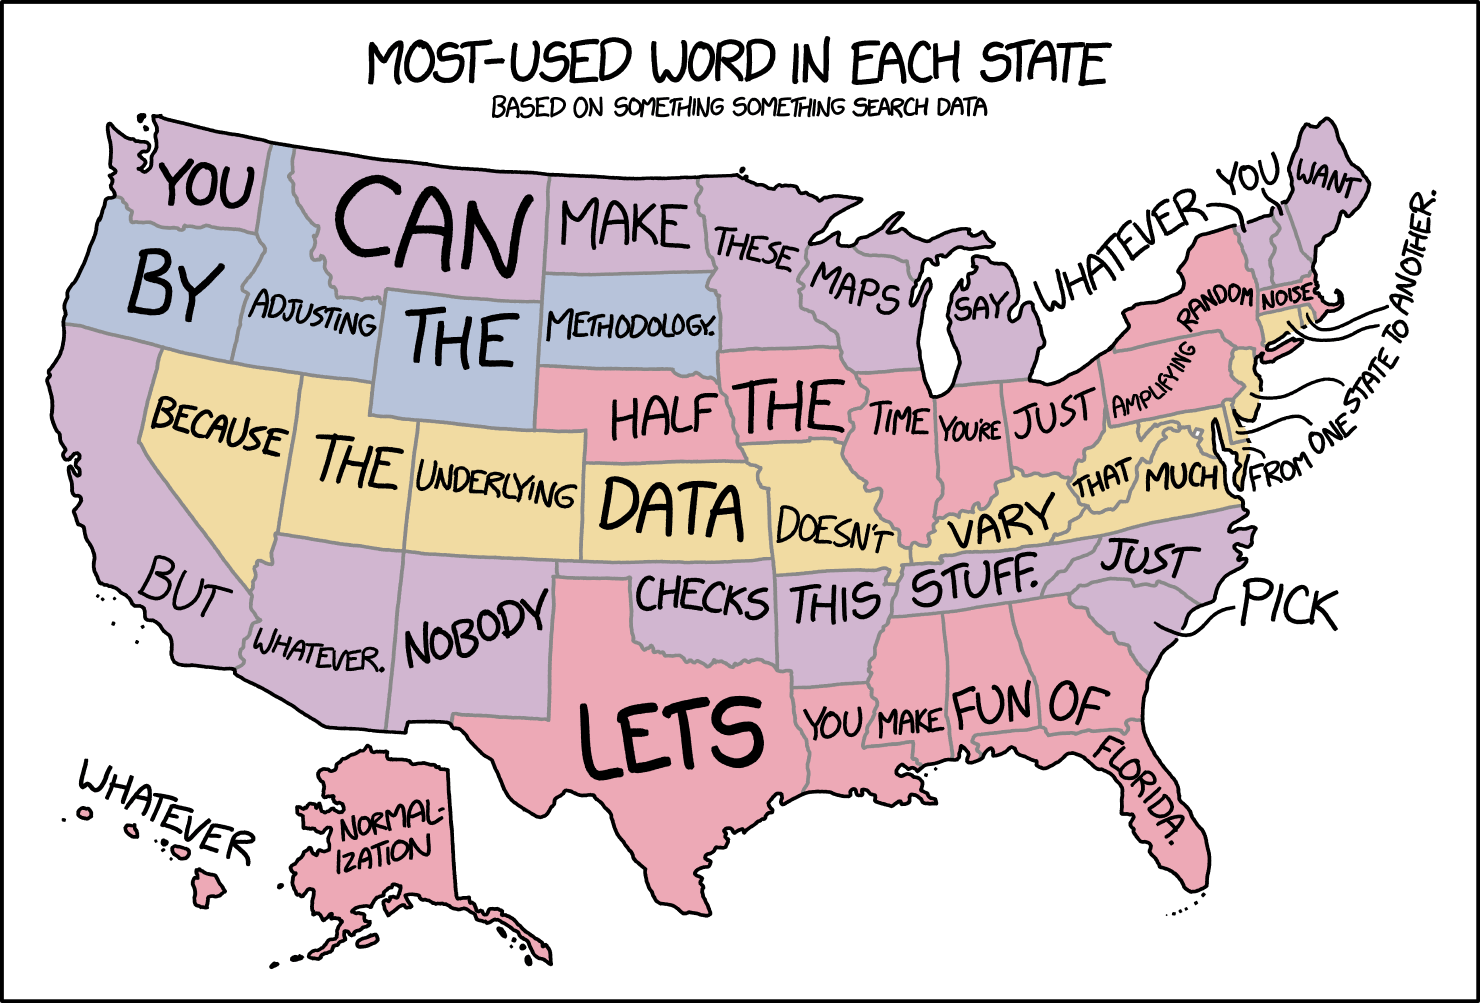 MOST-USED WORD IN EACH STATE
BASED ON SOMETHING SOMETHING SEARCH DATA
YOU CAN MAKE THESE MAPS SAY WHATEVER YOU WANT
BY ADJUSTING THE METHODOLOGY.
HALF THE TIME YOU'RE JUST AMPLIFYING RANDOM NOISE
BECAUSE THE UNDERLYING DATA DOESN'T VARY THAT MUCH FROM ONE STATE TO ANOTHER.
BUT WHATEVER. NOBODY CHECKS THIS STUFF. JUST PICK
WHATEVER
NORMAL-
IZATION
LETS YOU MAKE FUN OF FLORIDA.